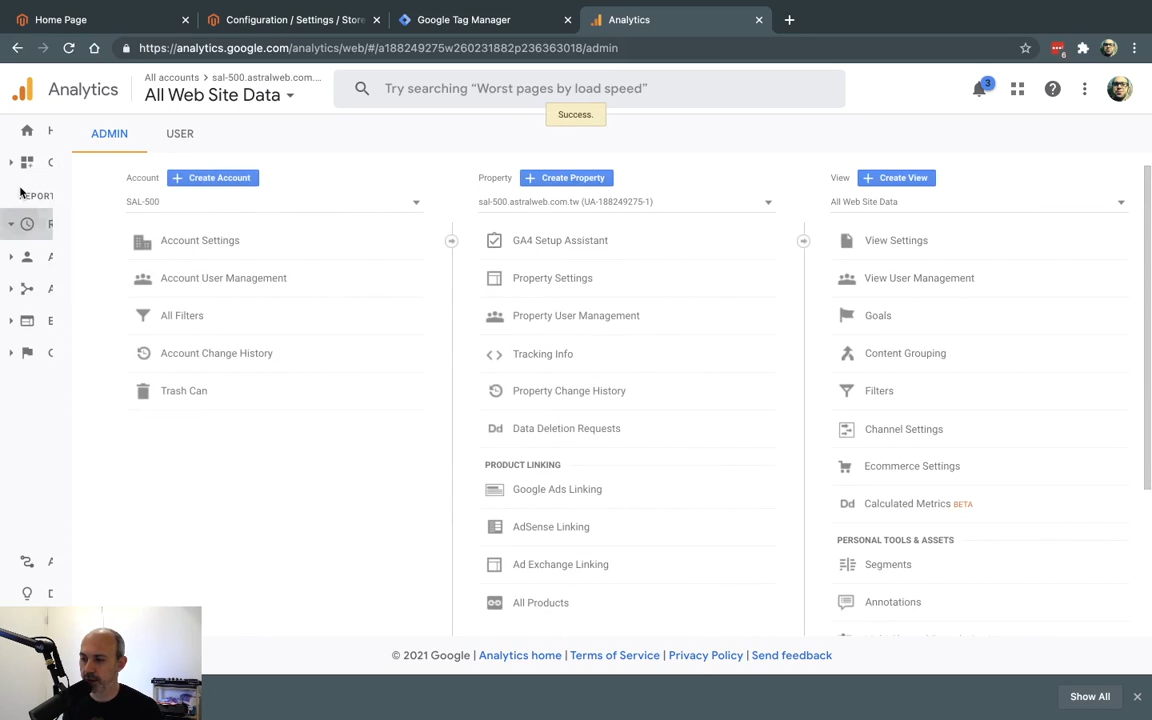 Home Page
Configuration / Settings / Store
Google Tag Manager
Analytics
https://analytics.google.com/analytics/web/#/a188249275w260231882p236363018/admin
6
Analytics
All accounts > sal-500.astralweb.com....
All Web Site Data
Try searching “Worst pages by load speed”
3
Success.
ADMIN
USER
H
C
REPORT
R
A
A
B
C
A
D
Account
Create Account
SAL-500
Account Settings
Account User Management
All Filters
Account Change History
Trash Can
Property
Create Property
sal-500.astralweb.com.tw (UA-188249275-1)
GA4 Setup Assistant
Property Settings
Property User Management
Tracking Info
Property Change History
Dd Data Deletion Requests
PRODUCT LINKING
Google Ads Linking
AdSense Linking
Ad Exchange Linking
All Products
View
Create View
All Web Site Data
View Settings
View User Management
Goals
Content Grouping
Filters
Channel Settings
Ecommerce Settings
Dd Calculated Metrics BETA
PERSONAL TOOLS & ASSETS
Segments
Annotations
© 2021 Google | Analytics home | Terms of Service | Privacy Policy | Send feedback
Show All